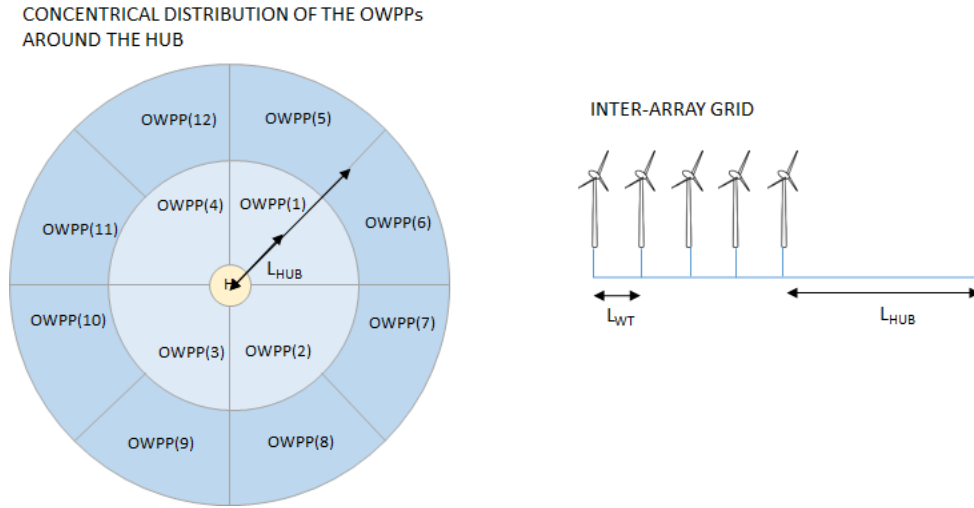 CONCENTRICAL DISTRIBUTION OF THE OWPPs
AROUND THE HUB
OWPP(12)
OWPP(5)
OWPP(4)
OWPP(1)
OWPP(11)
OWPP(6)
H
LHUB
OWPP(10)
OWPP(7)
OWPP(3)
OWPP(2)
OWPP(9)
OWPP(8)
INTER-ARRAY GRID
LWT
LHUB